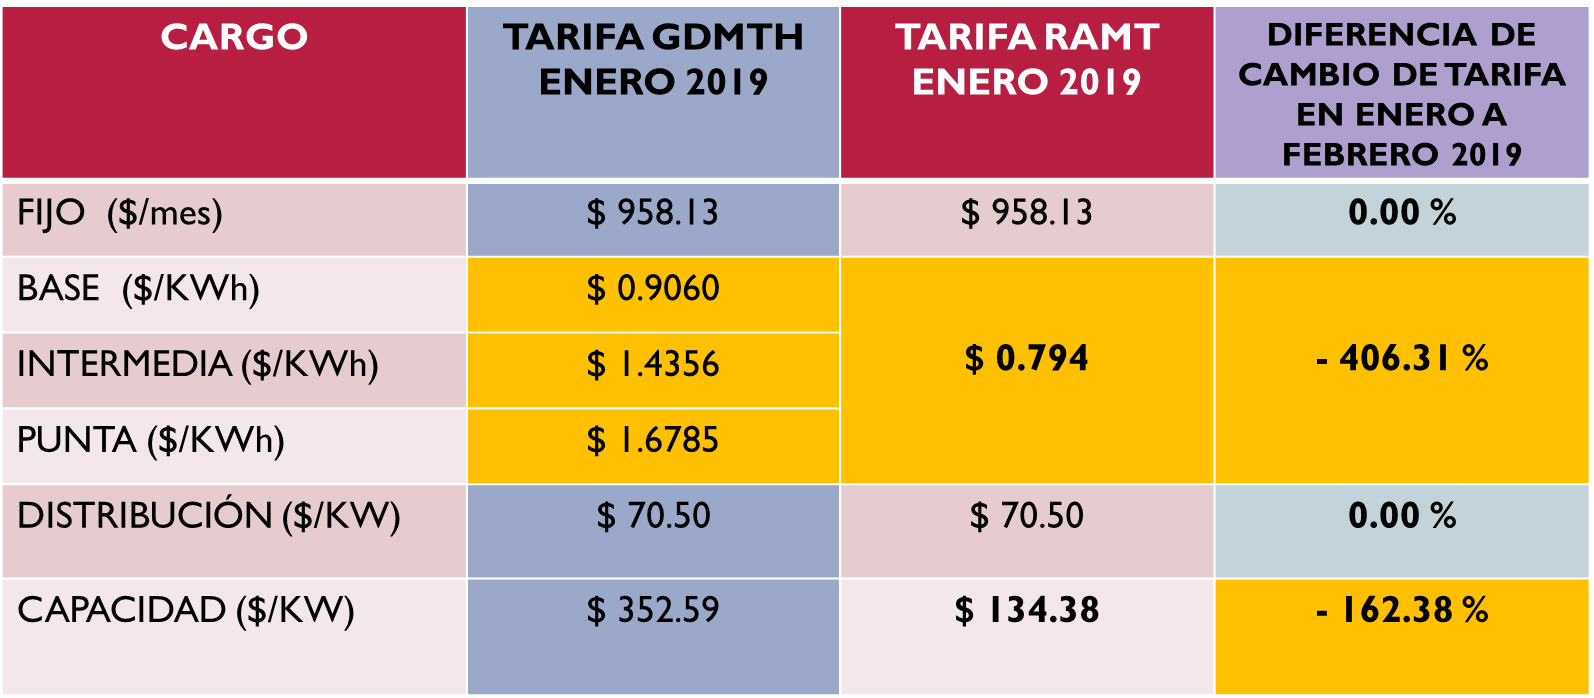 CARGO
TARIFA GDMTH
ENERO 2019
TARIFA RAMT
ENERO 2019
DIFERENCIA DE
CAMBIO DE TARIFA
EN ENERO A
FEBRERO 2019
FIJO ($/mes)
$ 958.13
$ 958.13
0.00 %
BASE ($/KWh)
$ 0.9060
INTERMEDIA ($/KWh)
$ 1.4356
$ 0.794
- 406.31 %
PUNTA ($/KWh)
$ 1.6785
DISTRIBUCIÓN ($/KW)
$ 70.50
$ 70.50
0.00 %
CAPACIDAD ($/KW)
$ 352.59
$ 134.38
- 162.38 %